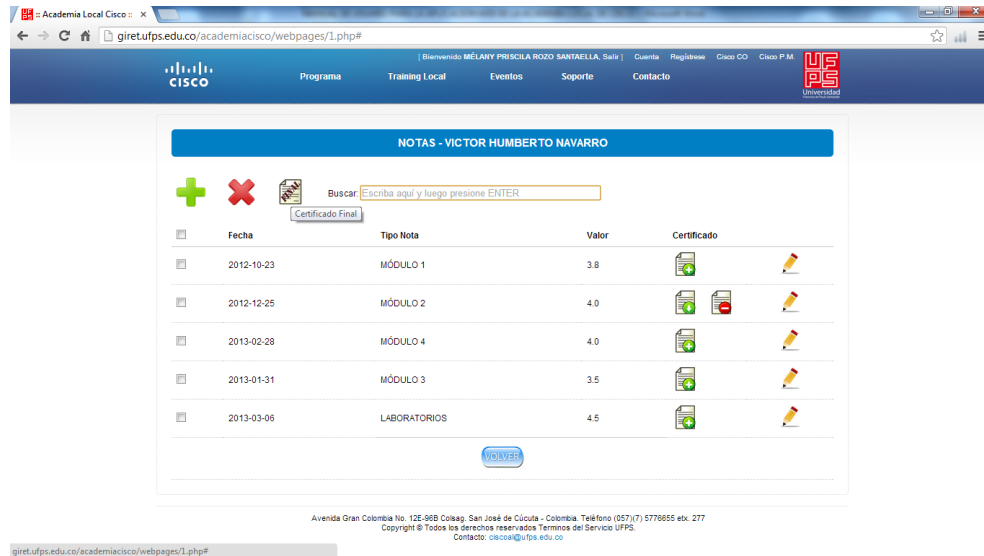 :: Academia Local Cisco ::
giret.ufps.edu.co/academiacisco/webpages/1.php#
[ Bienvenido MÉLANY PRISCILA ROZO SANTAELLA, Salir ] Cuenta Regístrese Cisco CO Cisco P.M.
CISCO
Programa Training Local Eventos Soporte Contacto
UFPS
Universidad
NOTAS - VICTOR HUMBERTO NAVARRO
FINAL
Buscar: Escriba aquí y luego presione ENTER
Certificado Final
Fecha Tipo Nota Valor Certificado
2012-10-23 MÓDULO 1 3.8
2012-12-25 MÓDULO 2 4.0
2013-02-28 MÓDULO 4 4.0
2013-01-31 MÓDULO 3 3.5
2013-03-06 LABORATORIOS 4.5
VOLVER
Avenida Gran Colombia No. 12E-96B Colsag. San José de Cúcuta - Colombia. Teléfono (057)(7) 5776655 etx. 277
Copyright © Todos los derechos reservados Terminos del Servicio UFPS.
Contacto: ciscoal@ufps.edu.co
giret.ufps.edu.co/academiacisco/webpages/1.php#